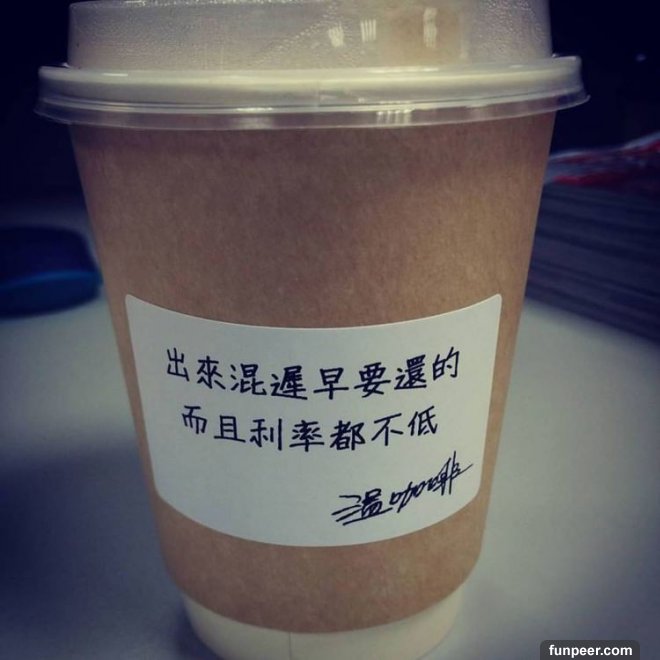 出來混遲早要還的
而且利率都不低
溫咖啡
funpeer.com